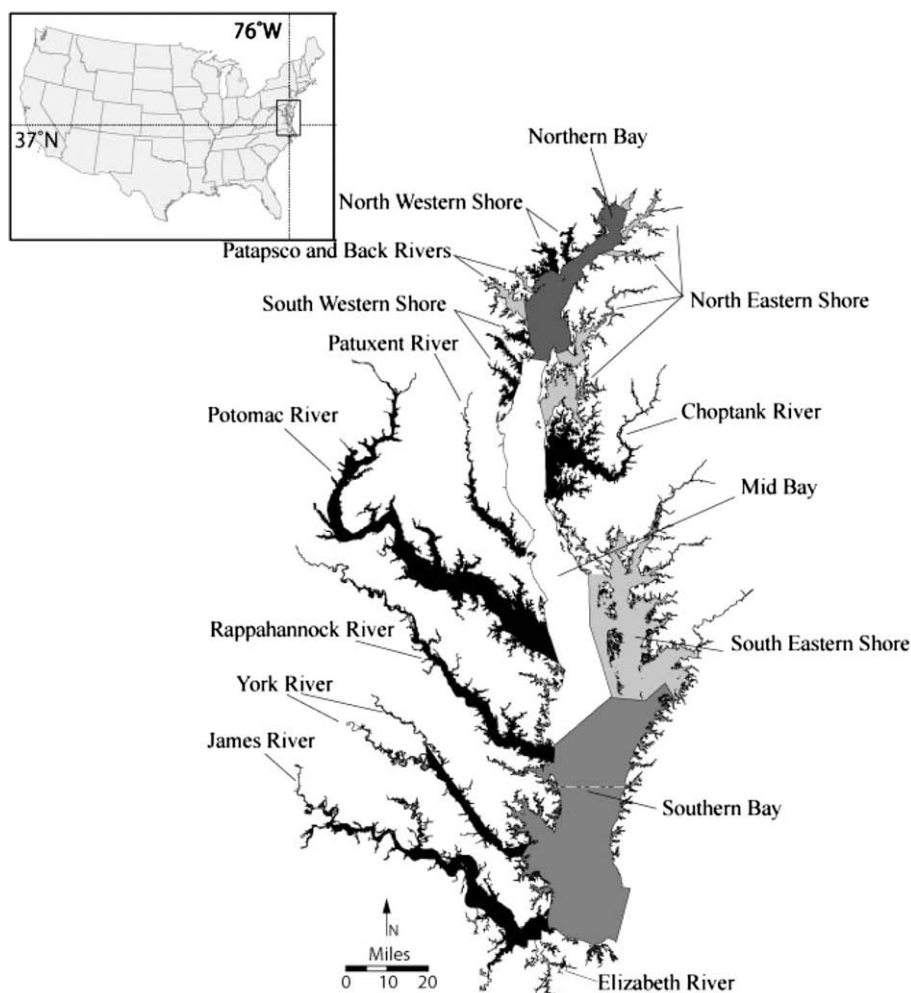 76°W
37°N
Northern Bay
North Western Shore
Patapsco and Back Rivers
South Western Shore
North Eastern Shore
Patuxent River
Potomac River
Choptank River
Mid Bay
Rappahannock River
South Eastern Shore
York River
James River
Southern Bay
N
Miles
0 10 20
Elizabeth River